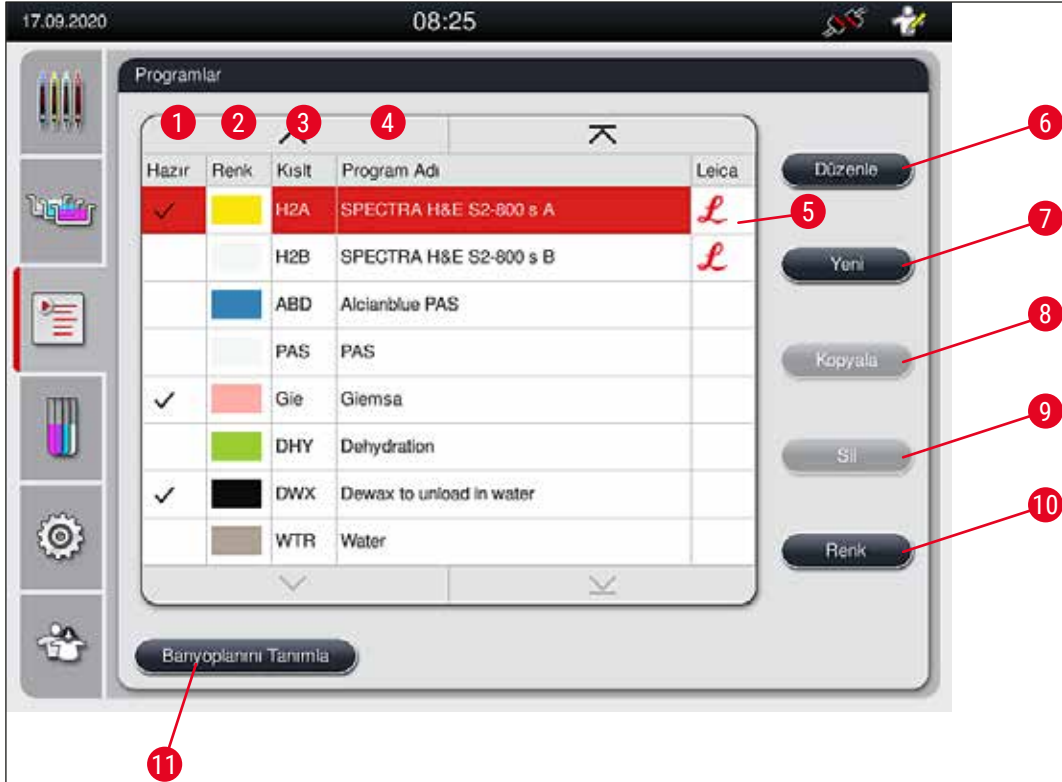 17.09.2020 08:25
Programlar
1 2 3 4
Hazır Renk Kıslt Program Adı Leica
H2A SPECTRA H&E S2-800 s A
H2B SPECTRA H&E S2-800 s B
ABD Alcianblue PAS
PAS PAS
Gie Giemsa
DHY Dehydration
DWX Dewax to unload in water
WTR Water
5
Düzenle 6
Yeni 7
Kopyala 8
Sil 9
Renk 10
Banyoplanını Tanımla
11